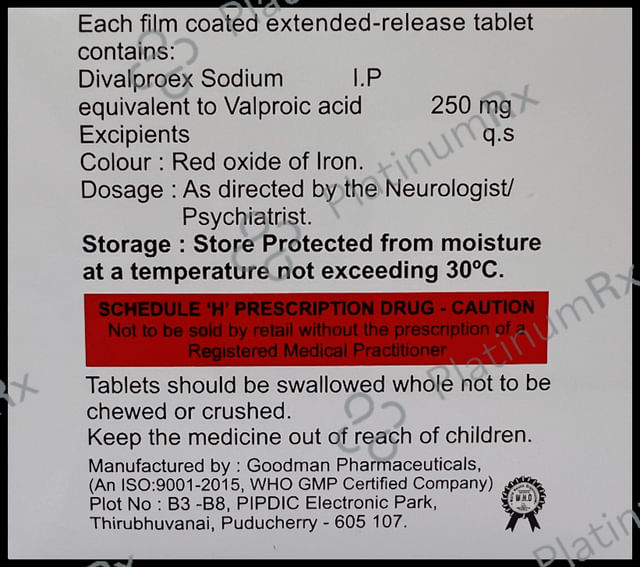 Each film coated extended-release tablet
contains:
Divalproex Sodium I.P
equivalent to Valproic acid 250 mg
Excipients q.s
Colour : Red oxide of Iron.
Dosage : As directed by the Neurologist/
Psychiatrist.
Storage : Store Protected from moisture
at a temperature not exceeding 30ºC.
SCHEDULE 'H' PRESCRIPTION DRUG - CAUTION
Not to be sold by retail without the prescription of a
Registered Medical Practitioner
Tablets should be swallowed whole not to be
chewed or crushed.
Keep the medicine out of reach of children.
Manufactured by : Goodman Pharmaceuticals,
(An ISO:9001-2015, WHO GMP Certified Company)
Plot No : B3 -B8, PIPDIC Electronic Park,
Thirubhuvanai, Puducherry - 605 107.
W.H.O
PlatinumRx
PlatinumRx